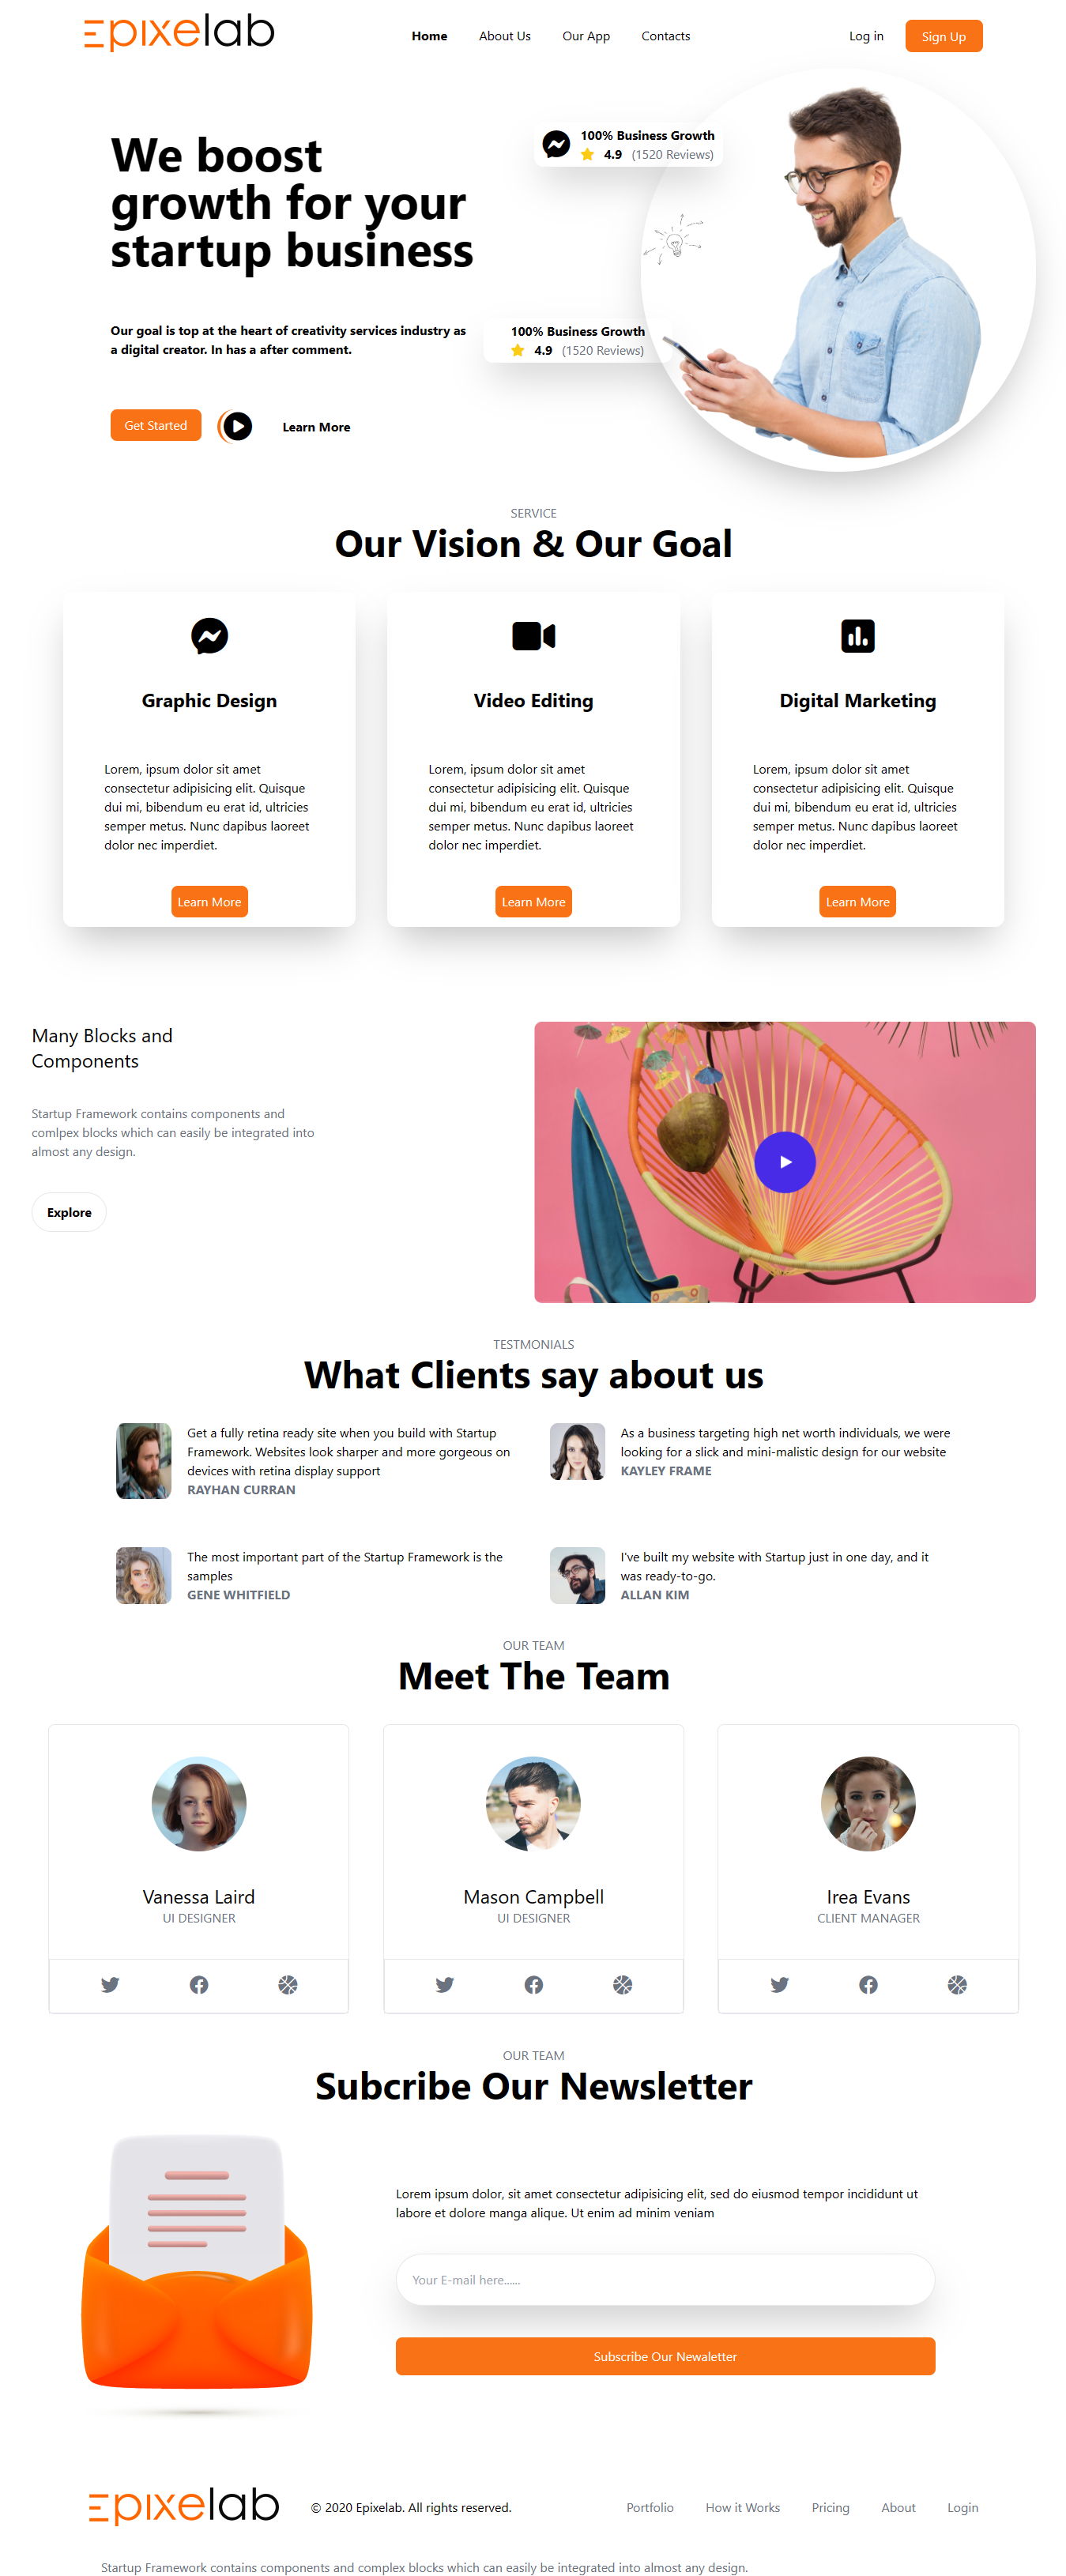 Epixelab
Home About Us Our App Contacts
Log in Sign Up
We boost
growth for your
startup business
100% Business Growth
4.9 (1520 Reviews)
Our goal is top at the heart of creativity services industry as
a digital creator. In has a after comment.
100% Business Growth
4.9 (1520 Reviews)
Get Started Learn More
SERVICE
Our Vision & Our Goal
Graphic Design
Lorem, ipsum dolor sit amet
consectetur adipisicing elit. Quisque
dui mi, bibendum eu erat id, ultricies
semper metus. Nunc dapibus laoreet
dolor nec imperdiet.
Learn More
Video Editing
Lorem, ipsum dolor sit amet
consectetur adipisicing elit. Quisque
dui mi, bibendum eu erat id, ultricies
semper metus. Nunc dapibus laoreet
dolor nec imperdiet.
Learn More
Digital Marketing
Lorem, ipsum dolor sit amet
consectetur adipisicing elit. Quisque
dui mi, bibendum eu erat id, ultricies
semper metus. Nunc dapibus laoreet
dolor nec imperdiet.
Learn More
Many Blocks and
Components
Startup Framework contains components and
comlpex blocks which can easily be integrated into
almost any design.
Explore
TESTMONIALS
What Clients say about us
Get a fully retina ready site when you build with Startup
Framework. Websites look sharper and more gorgeous on
devices with retina display support
RAYHAN CURRAN
As a business targeting high net worth individuals, we were
looking for a slick and mini-malistic design for our website
KAYLEY FRAME
The most important part of the Startup Framework is the
samples
GENE WHITFIELD
I've built my website with Startup just in one day, and it
was ready-to-go.
ALLAN KIM
OUR TEAM
Meet The Team
Vanessa Laird
UI DESIGNER
Mason Campbell
UI DESIGNER
Irea Evans
CLIENT MANAGER
OUR TEAM
Subcribe Our Newsletter
Lorem ipsum dolor, sit amet consectetur adipisicing elit, sed do eiusmod tempor incididunt ut
labore et dolore manga alique. Ut enim ad minim veniam
Your E-mail here......
Subscribe Our Newaletter
Epixelab
© 2020 Epixelab. All rights reserved.
Portfolio How it Works Pricing About Login
Startup Framework contains components and complex blocks which can easily be integrated into almost any design.